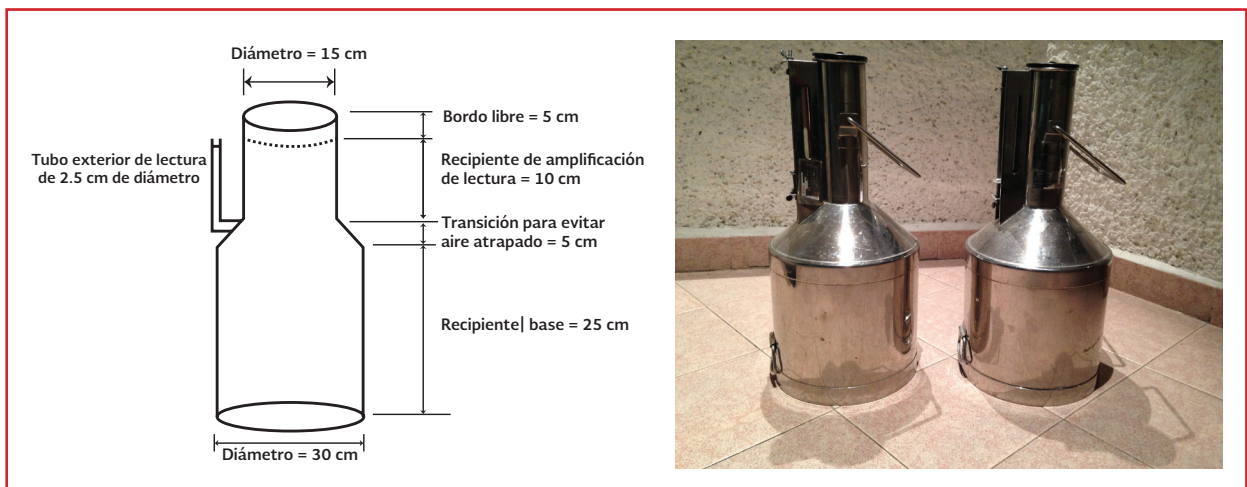 Diámetro = 15 cm
Bordo libre = 5 cm
Tubo exterior de lectura
de 2.5 cm de diámetro
Recipiente de amplificación
de lectura = 10 cm
Transición para evitar
aire atrapado = 5 cm
Recipiente| base = 25 cm
Diámetro = 30 cm